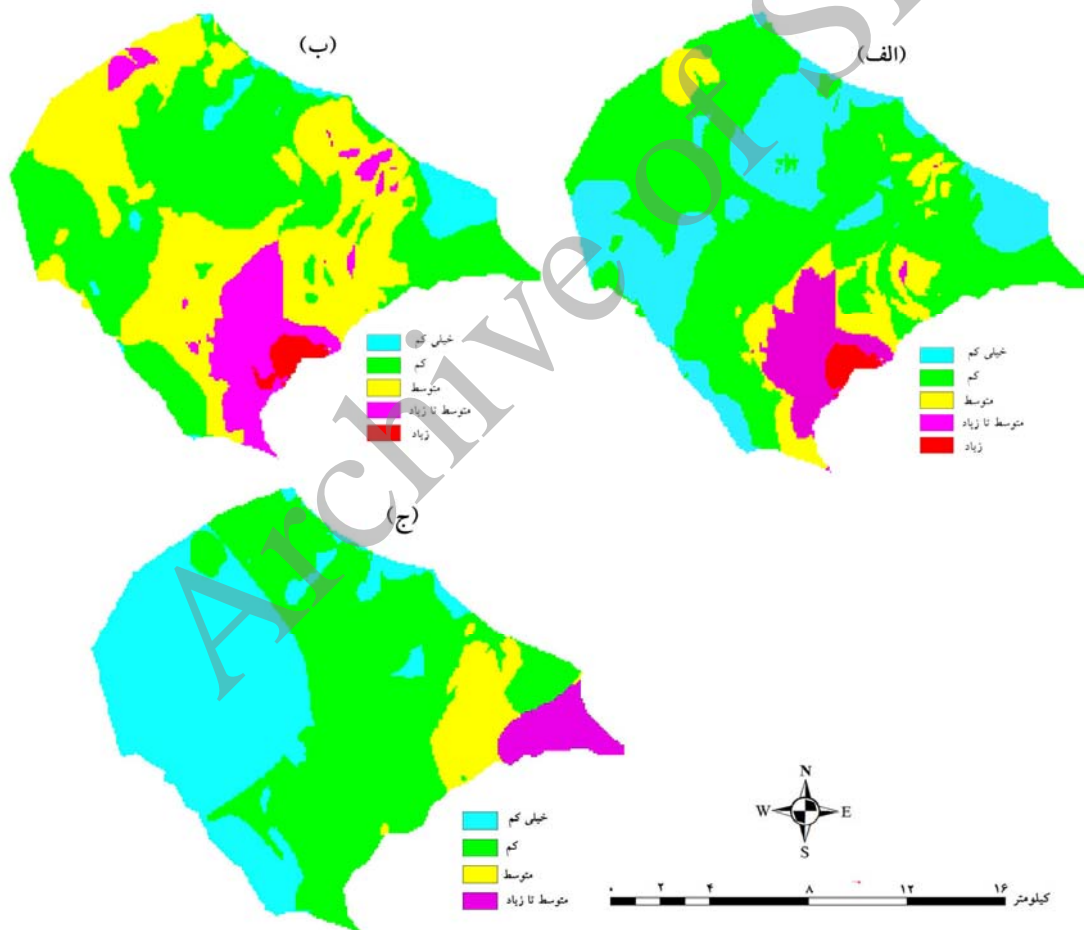 (ب)
خیلی کم
کم
متوسط
متوسط تا زیاد
زیاد
(الف)
خیلی کم
کم
متوسط
متوسط تا زیاد
زیاد
(ج)
خیلی کم
کم
متوسط
متوسط تا زیاد
N
W E
S
۰ ۲ ۴ ۸ ۱۲ ۱۶
کیلومتر
Archive of S